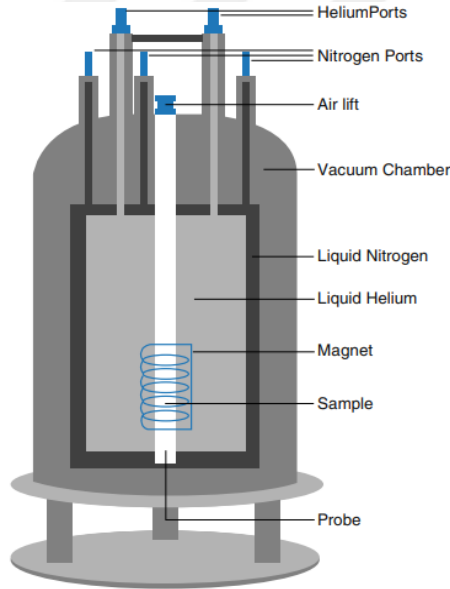 HeliumPorts
Nitrogen Ports
Air lift
Vacuum Chamber
Liquid Nitrogen
Liquid Helium
Magnet
Sample
Probe